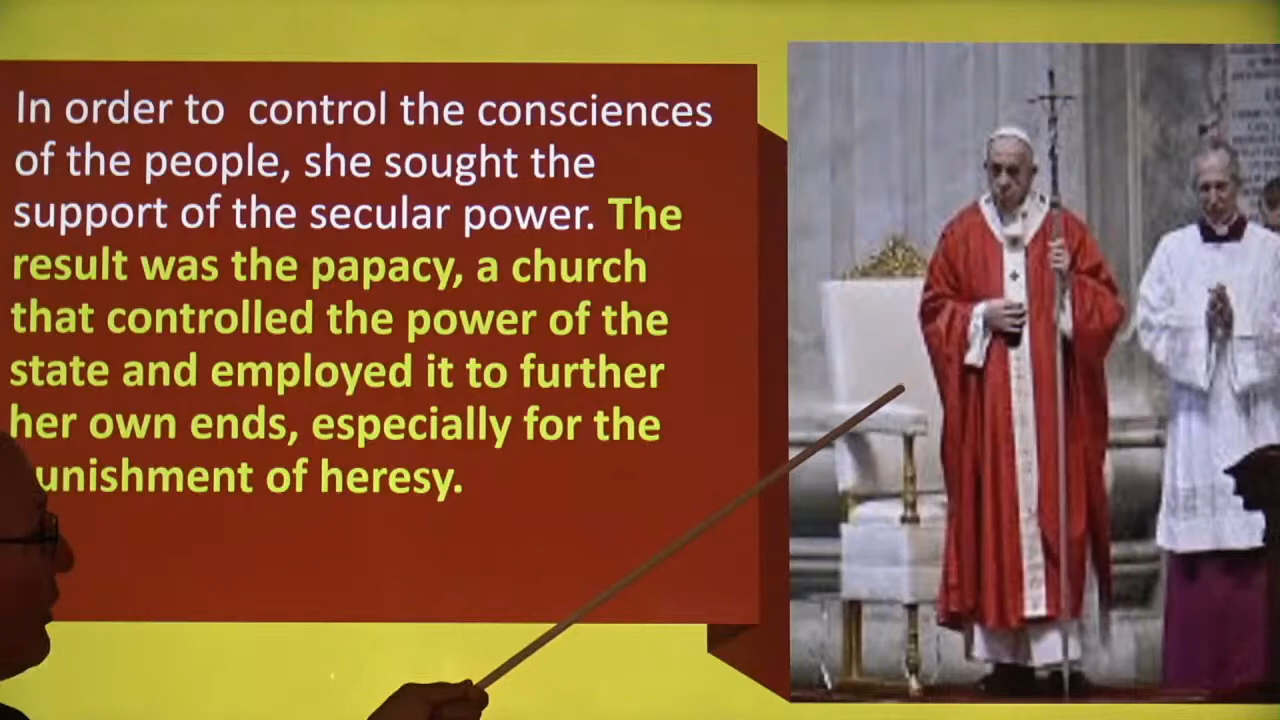 In order to control the consciences
of the people, she sought the
support of the secular power. The
result was the papacy, a church
that controlled the power of the
state and employed it to further
her own ends, especially for the
unishment of heresy.